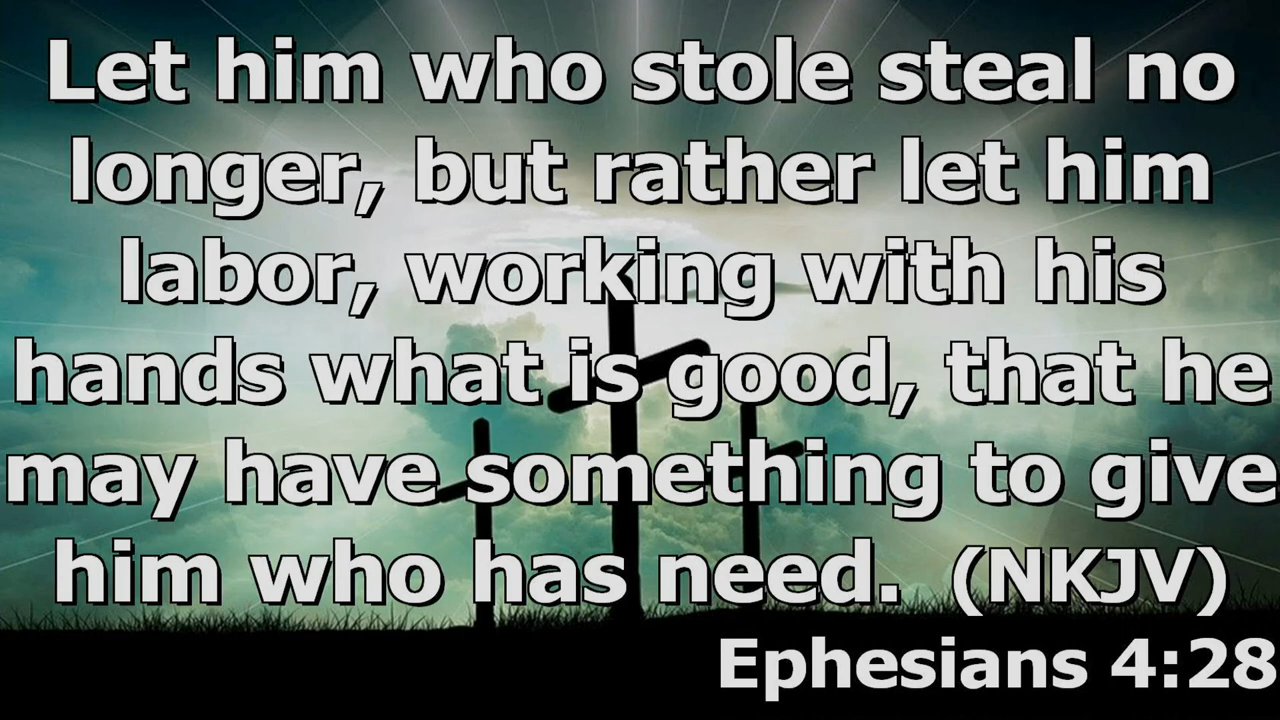 Let him who stole steal no
longer, but rather let him
labor, working with his
hands what is good, that he
may have something to give
him who has need.  (NKJV)
Ephesians 4:28